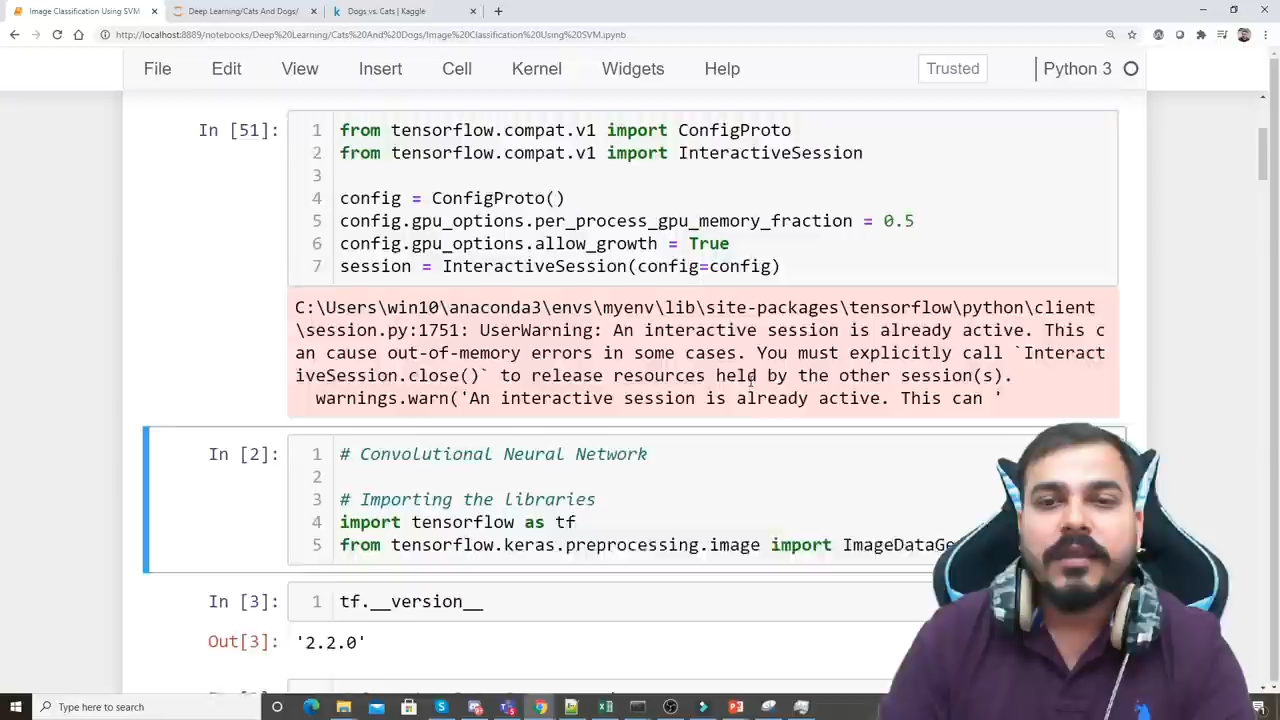 Image Classification Using SVM
Deep Learning/Cats And Dogs/
Dogs vs. Cats | Kaggle
http://localhost:8889/notebooks/Deep%20Learning/Cats%20And%20Dogs/Image%20Classification%20Using%20SVM.ipynb
File Edit View Insert Cell Kernel Widgets Help Trusted Python 3
In [51]:
1 from tensorflow.compat.v1 import ConfigProto
2 from tensorflow.compat.v1 import InteractiveSession
3
4 config = ConfigProto()
5 config.gpu_options.per_process_gpu_memory_fraction = 0.5
6 config.gpu_options.allow_growth = True
7 session = InteractiveSession(config=config)
C:\Users\win10\anaconda3\envs\myenv\lib\site-packages\tensorflow\python\client
\session.py:1751: UserWarning: An interactive session is already active. This c
an cause out-of-memory errors in some cases. You must explicitly call `Interact
iveSession.close()` to release resources held by the other session(s).
warnings.warn('An interactive session is already active. This can '
In [2]:
1 # Convolutional Neural Network
2
3 # Importing the libraries
4 import tensorflow as tf
5 from tensorflow.keras.preprocessing.image import ImageDataGe
In [3]:
1 tf.__version__
Out[3]: '2.2.0'
Type here to search